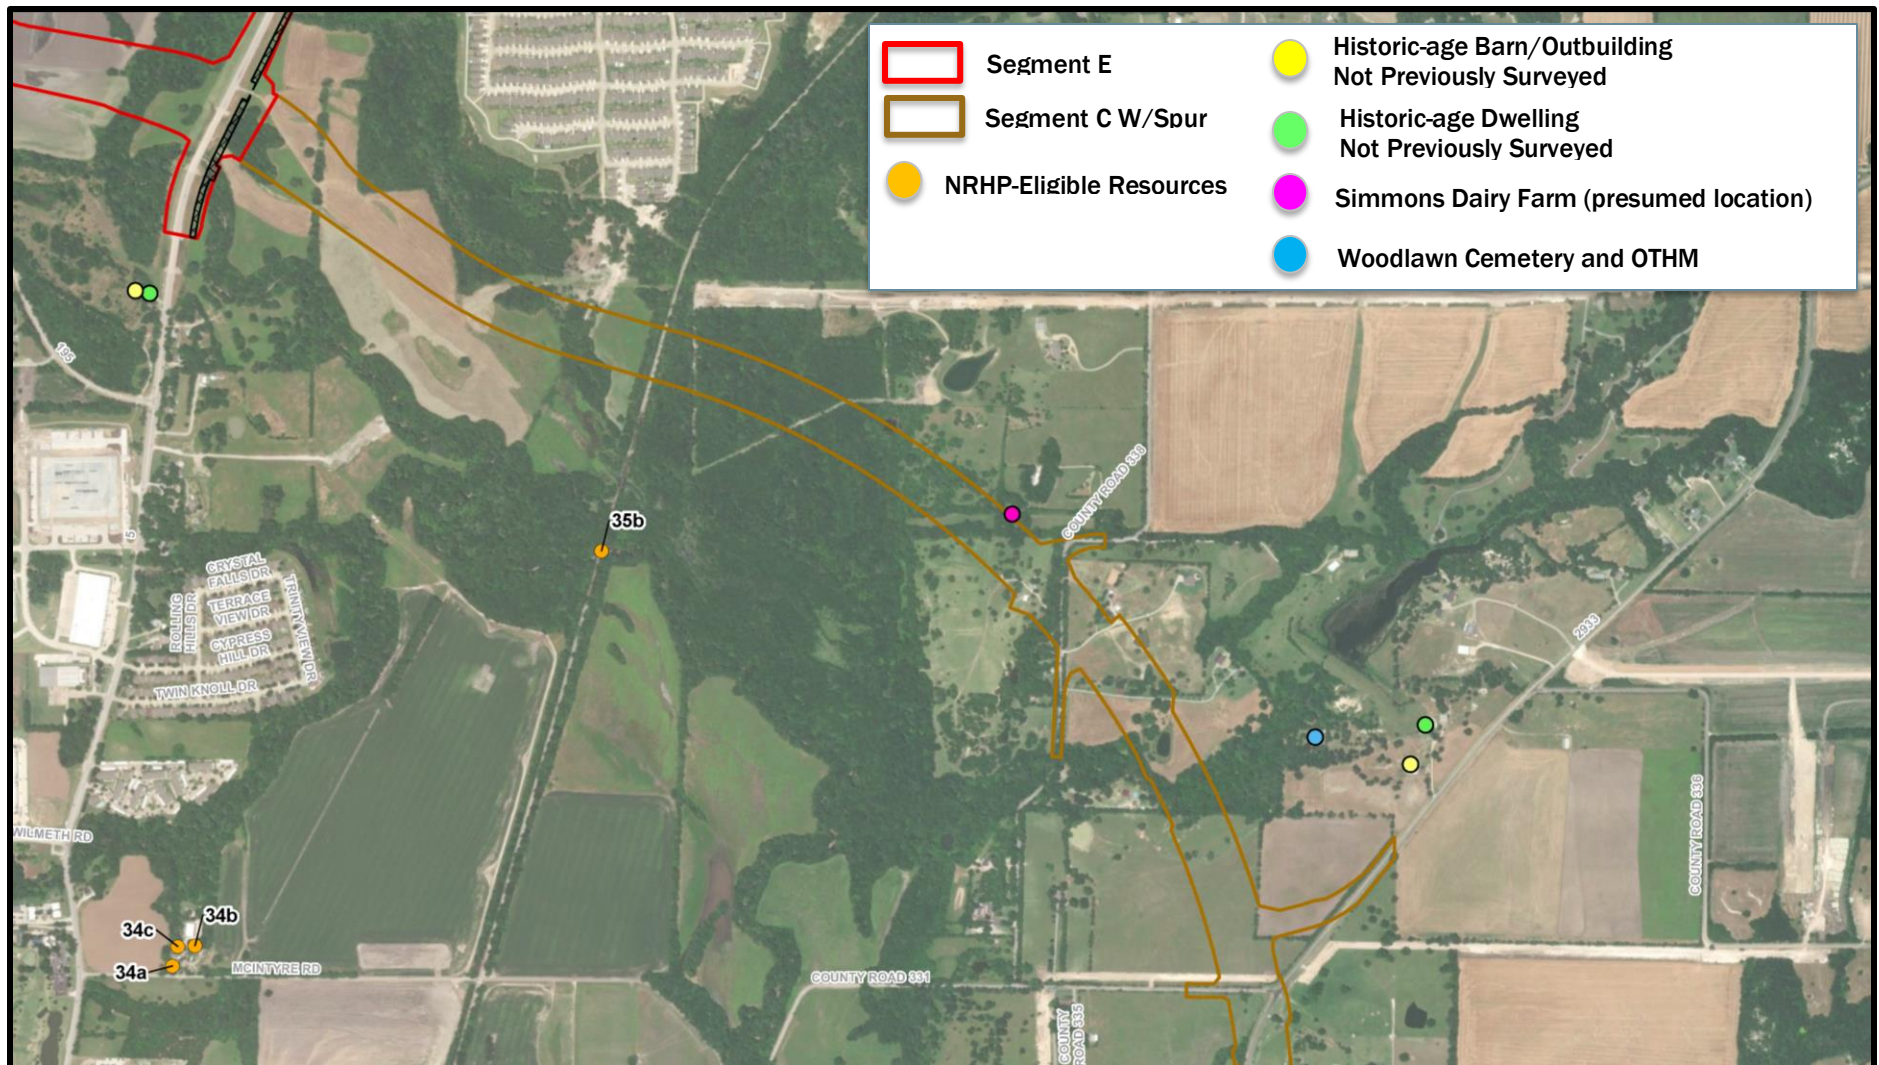 Segment E
Segment C W/Spur
NRHP-Eligible Resources
Historic-age Barn/Outbuilding
Not Previously Surveyed
Historic-age Dwelling
Not Previously Surveyed
Simmons Dairy Farm (presumed location)
Woodlawn Cemetery and OTHM
195
5
COUNTY ROAD 338
35b
CRYSTAL
FALLS DR
TERRACE
VIEW DR
CYPRESS
HILL DR
ROLLING
HILLS DR
TRINITY VIEW DR
TWIN KNOLL DR
2933
WILMETH RD
COUNTY ROAD 336
34b
34c
34a
MCINTYRE RD
COUNTY ROAD 331
COUNTY
ROAD 335